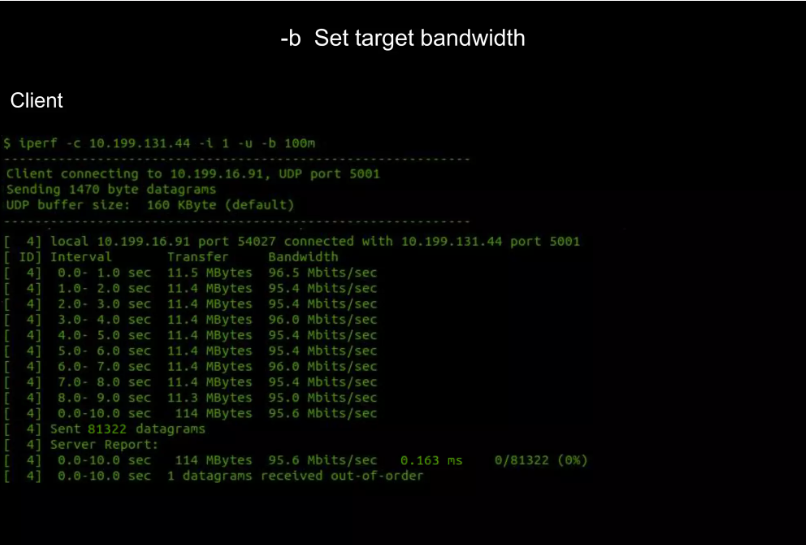 -b Set target bandwidth
Client
$ iperf -c 10.199.131.44 -i 1 -u -b 100m
------------------------------------------------------------
Client connecting to 10.199.16.91, UDP port 5001
Sending 1470 byte datagrams
UDP buffer size: 160 KByte (default)
------------------------------------------------------------
[ 4] local 10.199.16.91 port 54027 connected with 10.199.131.44 port 5001
[ ID] Interval Transfer Bandwidth
[ 4] 0.0- 1.0 sec 11.5 MBytes 96.5 Mbits/sec
[ 4] 1.0- 2.0 sec 11.4 MBytes 95.4 Mbits/sec
[ 4] 2.0- 3.0 sec 11.4 MBytes 95.4 Mbits/sec
[ 4] 3.0- 4.0 sec 11.4 MBytes 96.0 Mbits/sec
[ 4] 4.0- 5.0 sec 11.4 MBytes 95.4 Mbits/sec
[ 4] 5.0- 6.0 sec 11.4 MBytes 95.4 Mbits/sec
[ 4] 6.0- 7.0 sec 11.4 MBytes 96.0 Mbits/sec
[ 4] 7.0- 8.0 sec 11.4 MBytes 95.4 Mbits/sec
[ 4] 8.0- 9.0 sec 11.3 MBytes 95.0 Mbits/sec
[ 4] 0.0-10.0 sec 114 MBytes 95.6 Mbits/sec
[ 4] Sent 81322 datagrams
[ 4] Server Report:
[ 4] 0.0-10.0 sec 114 MBytes 95.6 Mbits/sec 0.163 ms 0/81322 (0%)
[ 4] 0.0-10.0 sec 1 datagrams received out-of-order